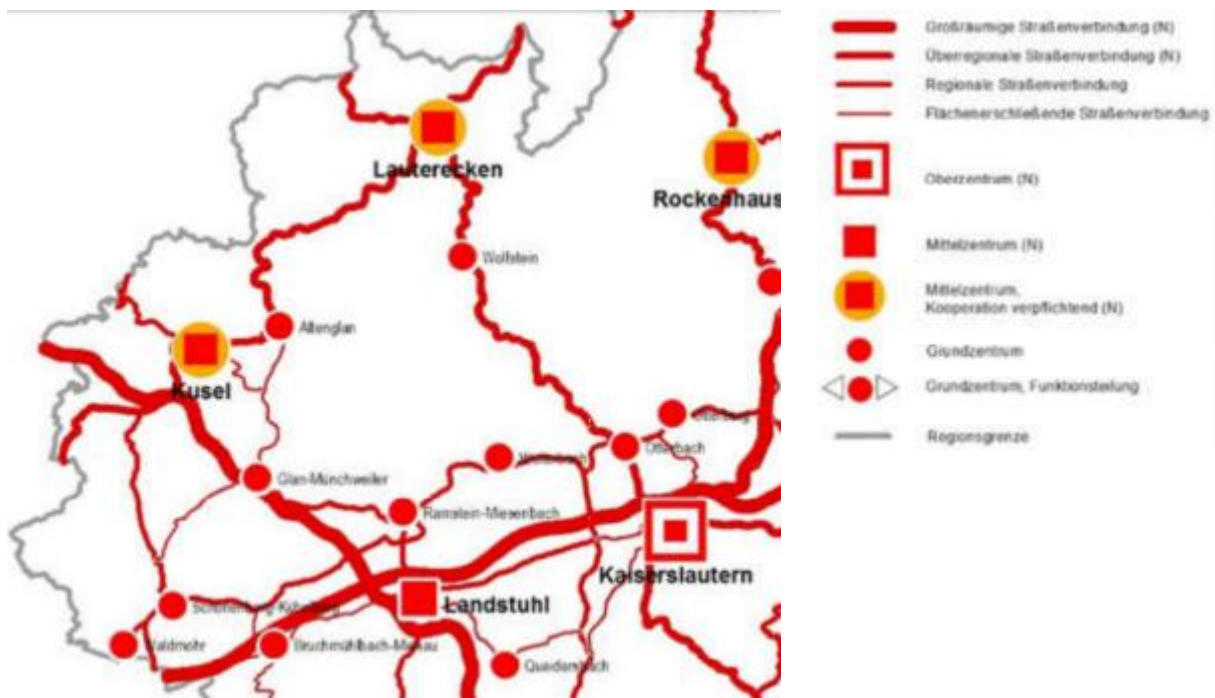 Lauterecken
Rockenhaus
Wolfstein
Altenglan
Kusel
Otterberg
Otterbach
Glan-Münchweiler
Ramstein-Miesenbach
Kaiserslautern
Landstuhl
Waldmohr
Bruchmühlbach-Miesau
Queidersbach
Großräumige Straßenverbindung (N)
Überregionale Straßenverbindung (N)
Regionale Straßenverbindung
Flächenerschließende Straßenverbindung
Oberzentrum (N)
Mittelzentrum (N)
Mittelzentrum,
Kooperation verpflichtend (N)
Grundzentrum
Grundzentrum, Funktionsteilung
Regionsgrenze